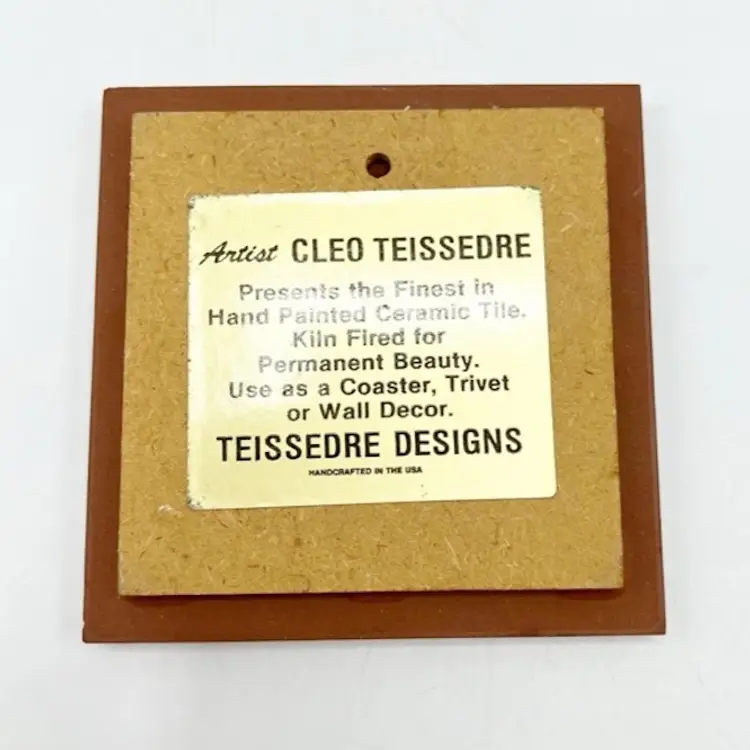 Artist CLEO TEISSEDRE
Presents the Finest in
Hand Painted Ceramic Tile.
Kiln Fired for
Permanent Beauty.
Use as a Coaster, Trivet
or Wall Decor.
TEISSEDRE DESIGNS
HANDCRAFTED IN THE USA